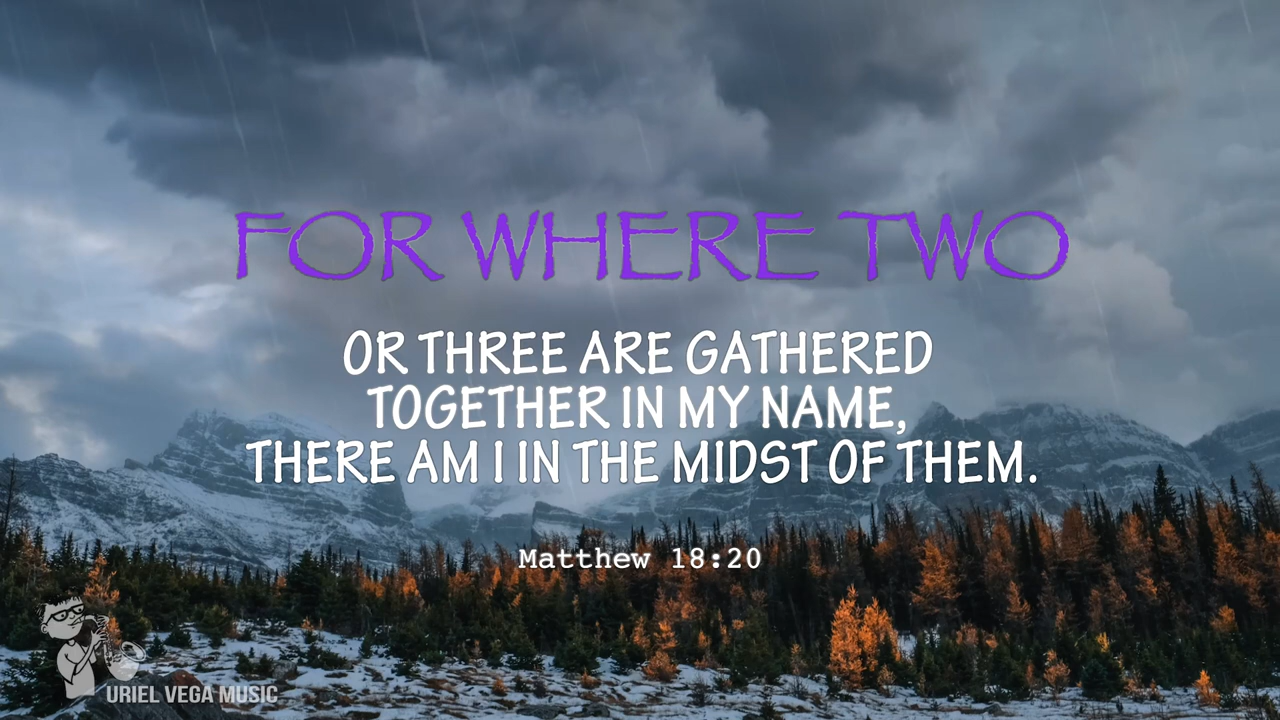 FOR WHERE TWO
OR THREE ARE GATHERED
TOGETHER IN MY NAME,
THERE AM I IN THE MIDST OF THEM.
Matthew 18:20
URIEL VEGA MUSIC